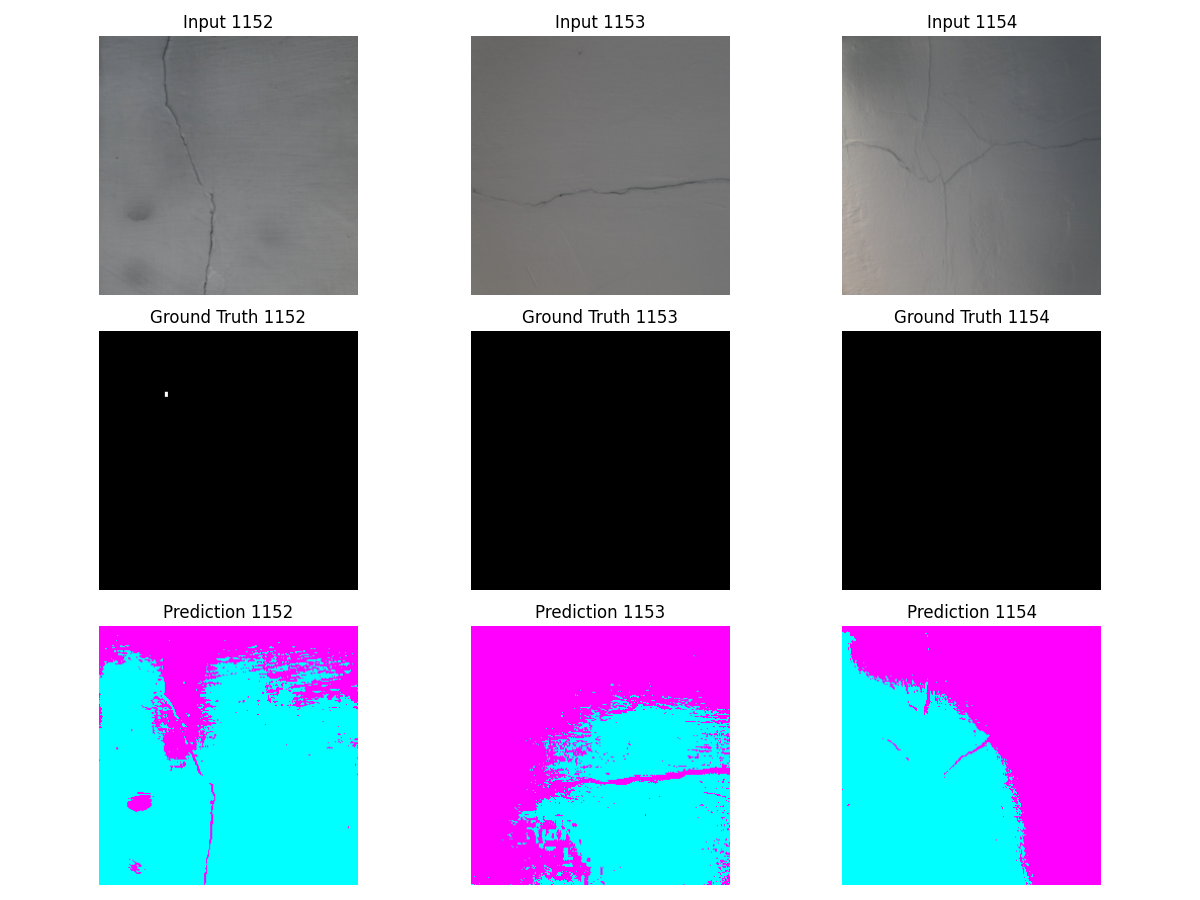 Input 1152
Input 1153
Input 1154
Ground Truth 1152
Ground Truth 1153
Ground Truth 1154
Prediction 1152
Prediction 1153
Prediction 1154